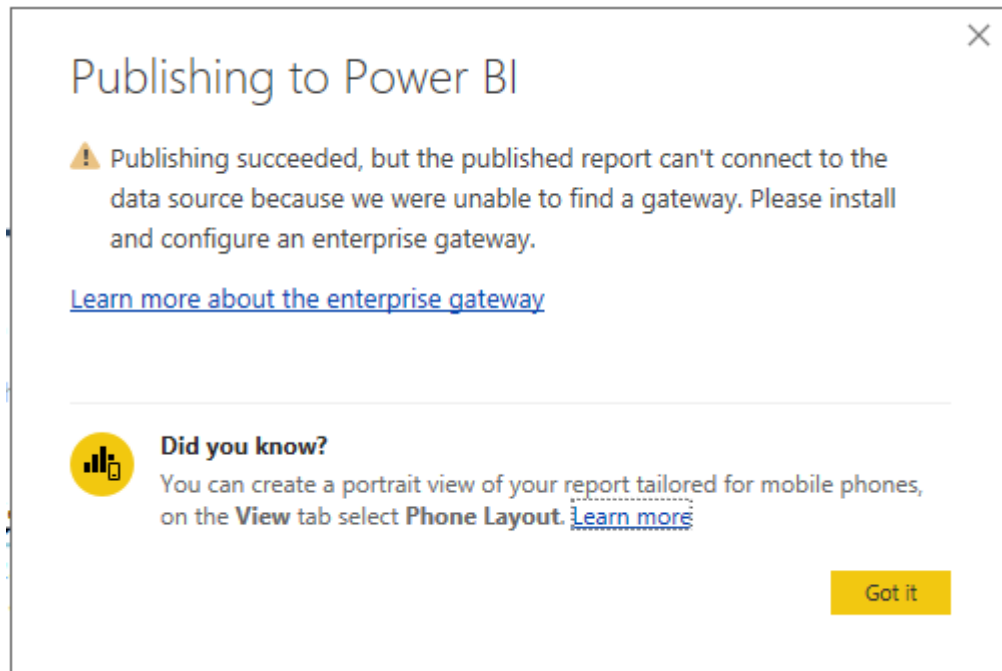 Publishing to Power BI
Publishing succeeded, but the published report can't connect to the
data source because we were unable to find a gateway. Please install
and configure an enterprise gateway.
Learn more about the enterprise gateway
Did you know?
You can create a portrait view of your report tailored for mobile phones,
on the View tab select Phone Layout. Learn more
Got it